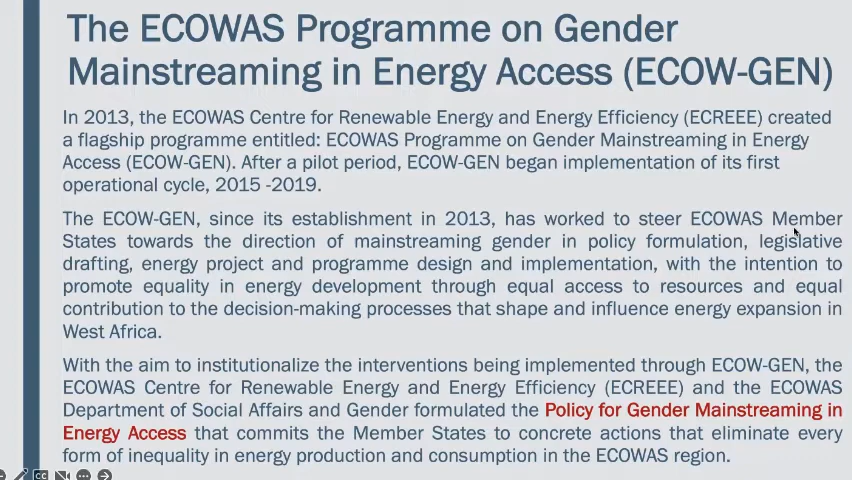 The ECOWAS Programme on Gender
Mainstreaming in Energy Access (ECOW-GEN)
In 2013, the ECOWAS Centre for Renewable Energy and Energy Efficiency (ECREEE) created
a flagship programme entitled: ECOWAS Programme on Gender Mainstreaming in Energy
Access (ECOW-GEN). After a pilot period, ECOW-GEN began implementation of its first
operational cycle, 2015 -2019.
The ECOW-GEN, since its establishment in 2013, has worked to steer ECOWAS Member
States towards the direction of mainstreaming gender in policy formulation, legislative
drafting, energy project and programme design and implementation, with the intention to
promote equality in energy development through equal access to resources and equal
contribution to the decision-making processes that shape and influence energy expansion in
West Africa.
With the aim to institutionalize the interventions being implemented through ECOW-GEN, the
ECOWAS Centre for Renewable Energy and Energy Efficiency (ECREEE) and the ECOWAS
Department of Social Affairs and Gender formulated the Policy for Gender Mainstreaming in
Energy Access that commits the Member States to concrete actions that eliminate every
form of inequality in energy production and consumption in the ECOWAS region.
CC